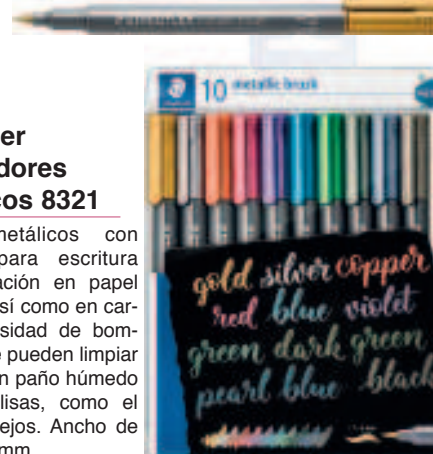 er
dores
cos 8321
metálicos con
para escritura
ación en papel
sí como en car-
sidad de bom-
e pueden limpiar
n paño húmedo
lisas, como el
ejos. Ancho de
mm
STAEDTLER
10 metallic brush
gold silver copper
red blue violet
green dark green
pearl blue black